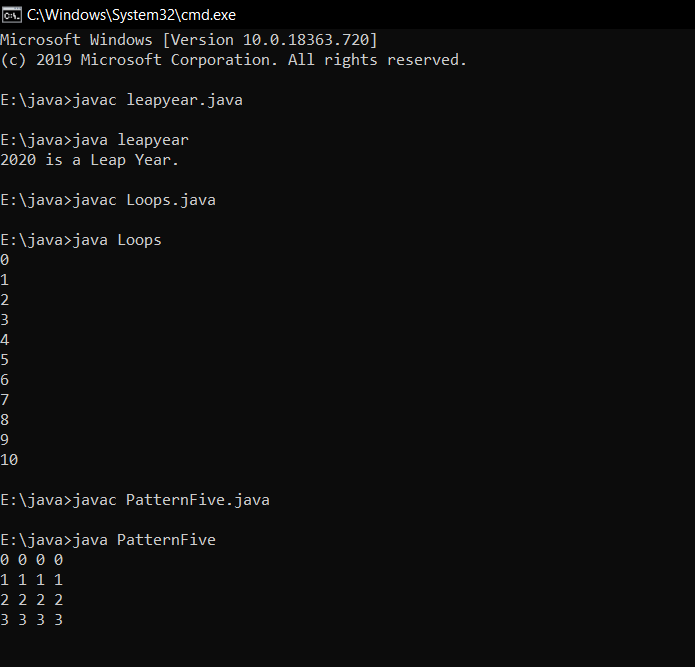 C:\Windows\System32\cmd.exe
Microsoft Windows [Version 10.0.18363.720]
(c) 2019 Microsoft Corporation. All rights reserved.
E:\java>javac leapyear.java
E:\java>java leapyear
2020 is a Leap Year.
E:\java>javac Loops.java
E:\java>java Loops
0
1
2
3
4
5
6
7
8
9
10
E:\java>javac PatternFive.java
E:\java>java PatternFive
0 0 0 0
1 1 1 1
2 2 2 2
3 3 3 3